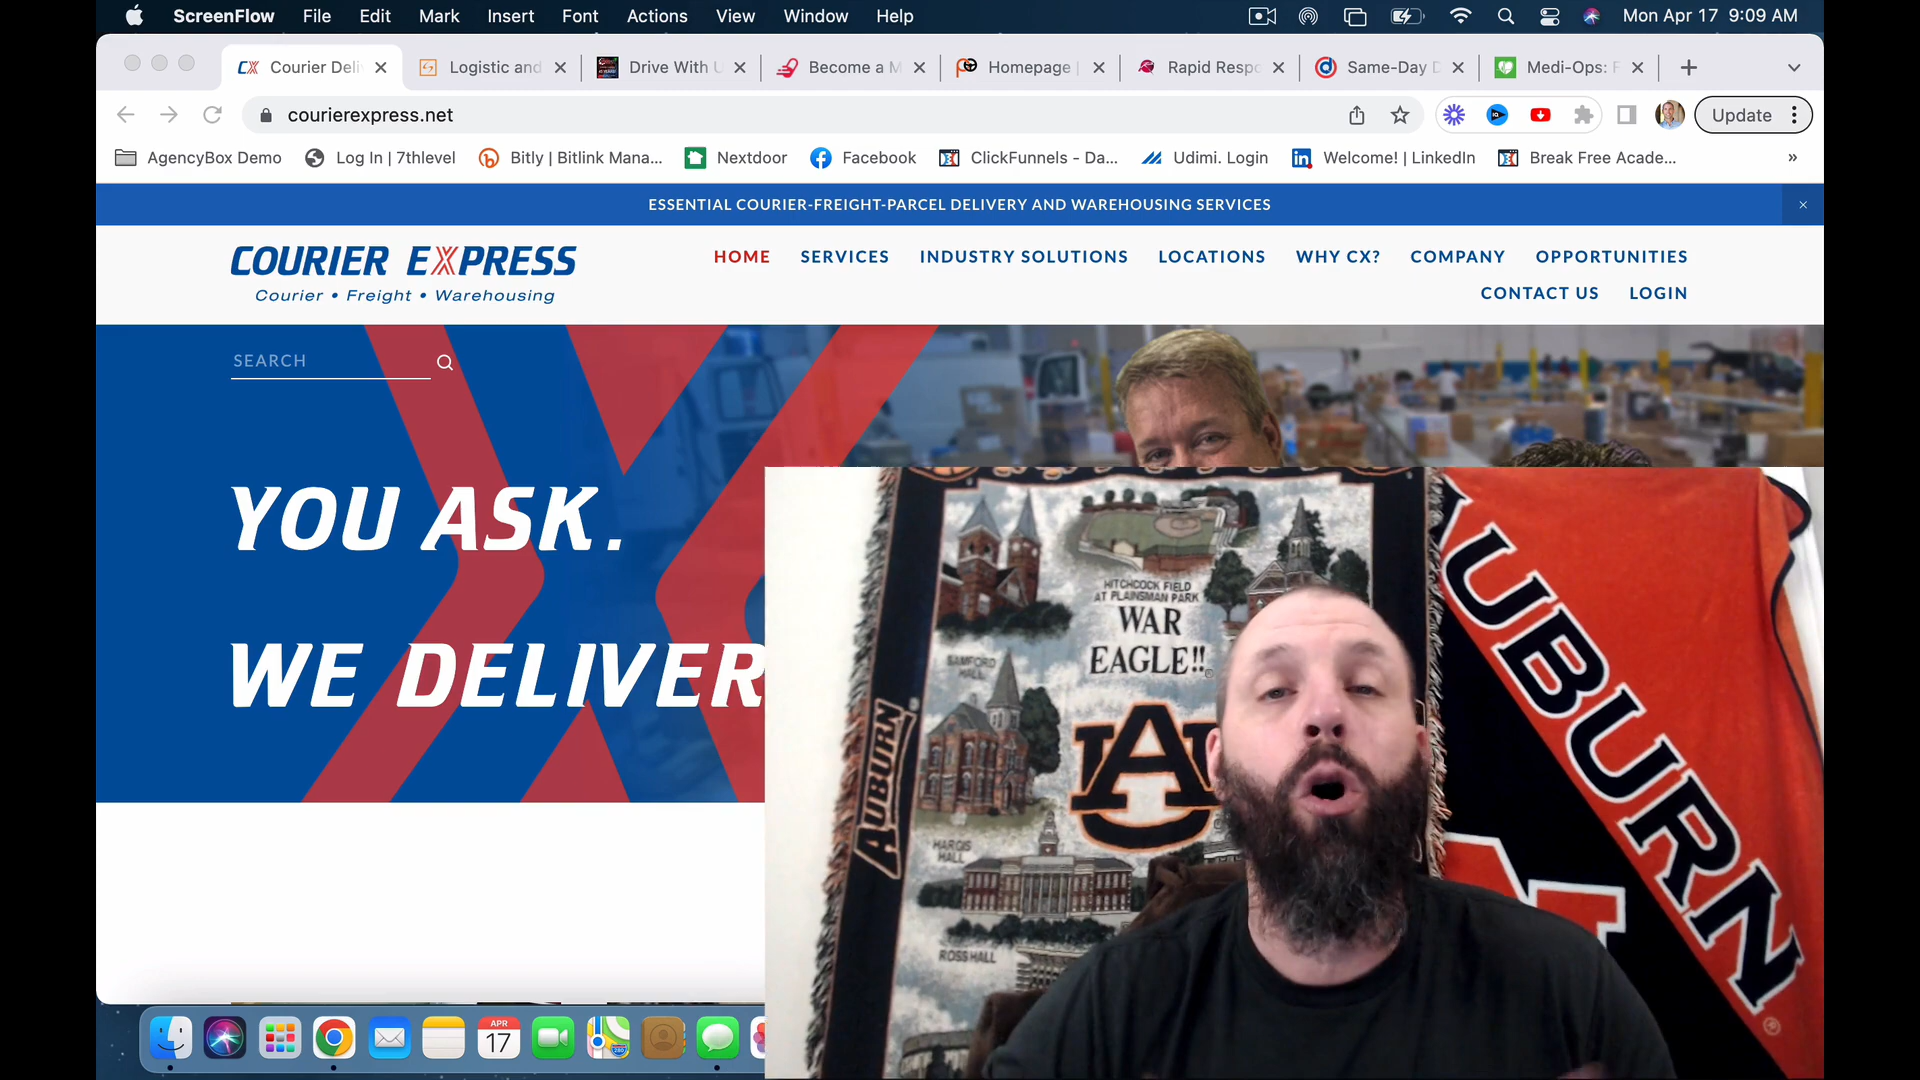 ScreenFlow File Edit Mark Insert Font Actions View Window Help Mon Apr 17 9:09 AM
CX Courier Deli Logistic and Drive With U Become a M Homepage | Rapid Respo Same-Day D Medi-Ops: F
courierexpress.net Update
AgencyBox Demo Log In | 7thlevel Bitly | Bitlink Mana... Nextdoor Facebook ClickFunnels - Da... Udimi. Login Welcome! | LinkedIn Break Free Acade... »
ESSENTIAL COURIER-FREIGHT-PARCEL DELIVERY AND WAREHOUSING SERVICES
COURIER EXPRESS
Courier • Freight • Warehousing
HOME SERVICES INDUSTRY SOLUTIONS LOCATIONS WHY CX? COMPANY OPPORTUNITIES
CONTACT US LOGIN
SEARCH
YOU ASK.
WE DELIVER
HITCHCOCK FIELD
AT PLAINSMAN PARK
WAR
EAGLE!!
SAMFORD
HALL
AU
AUBURN
HARGIS
HALL
ROSS HALL
AUBURN
APR
17